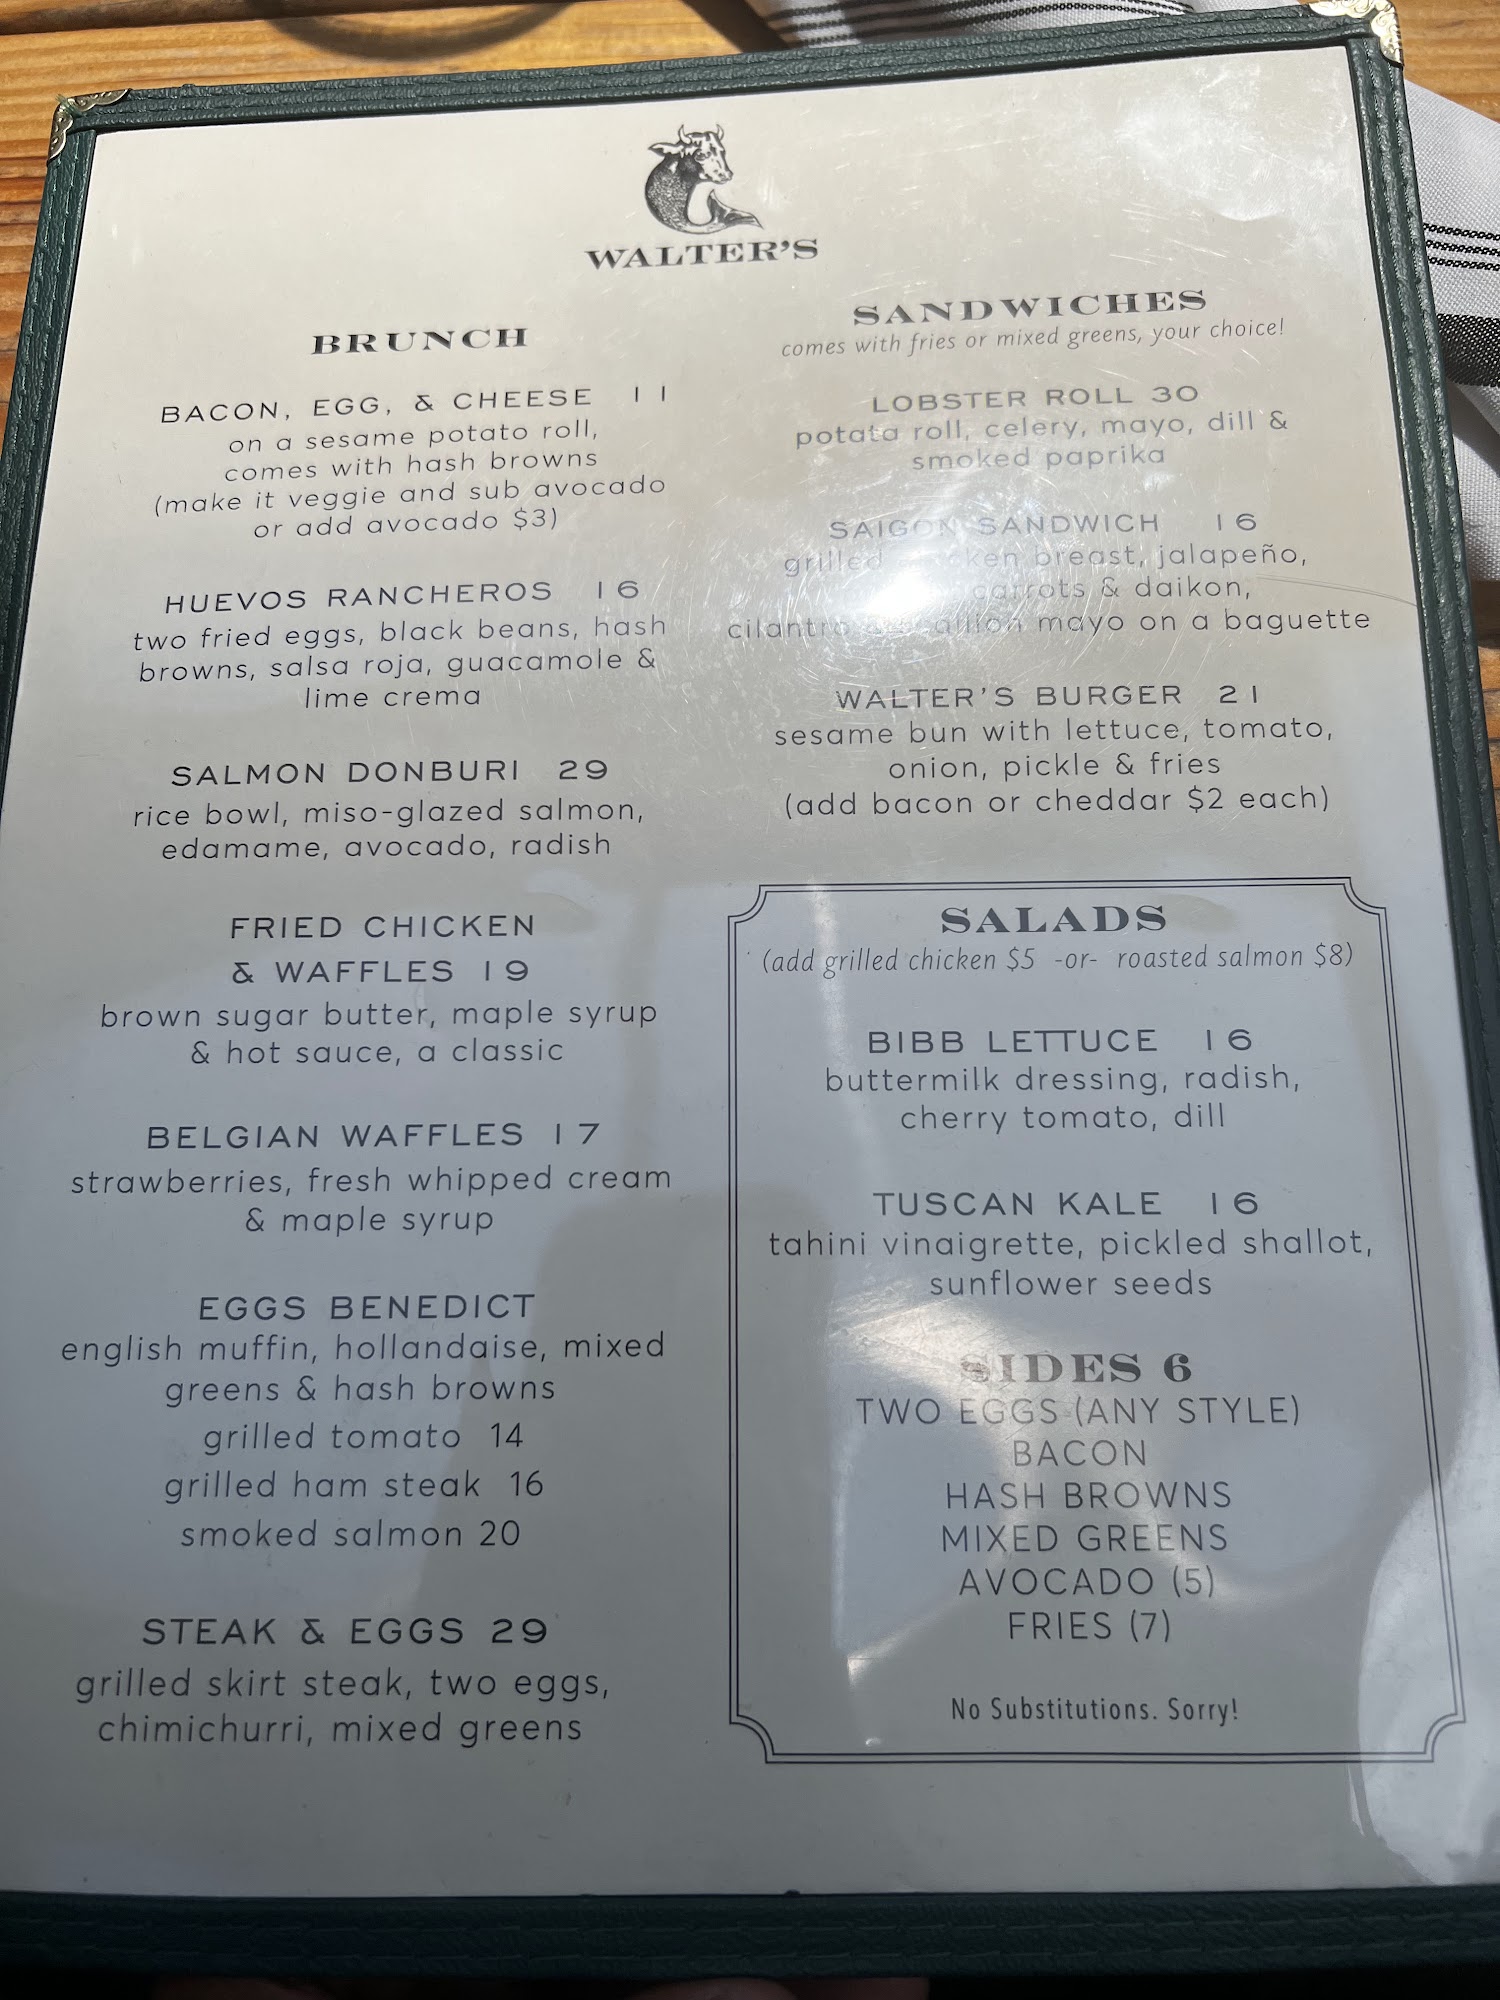 WALTER'S
BRUNCH
BACON, EGG, & CHEESE 11
on a sesame potato roll,
comes with hash browns
(make it veggie and sub avocado
or add avocado $3)
HUEVOS RANCHEROS 16
two fried eggs, black beans, hash
browns, salsa roja, guacamole &
lime crema
SALMON DONBURI 29
rice bowl, miso-glazed salmon,
edamame, avocado, radish
FRIED CHICKEN
& WAFFLES 19
brown sugar butter, maple syrup
& hot sauce, a classic
BELGIAN WAFFLES 17
strawberries, fresh whipped cream
& maple syrup
EGGS BENEDICT
english muffin, hollandaise, mixed
greens & hash browns
grilled tomato 14
grilled ham steak 16
smoked salmon 20
STEAK & EGGS 29
grilled skirt steak, two eggs,
chimichurri, mixed greens
SANDWICHES
comes with fries or mixed greens, your choice!
LOBSTER ROLL 30
potata roll, celery, mayo, dill &
smoked paprika
SAIGON SANDWICH 16
grilled breast, jalapeño,
carrots & daikon,
cilantro mayo on a baguette
WALTER'S BURGER 21
sesame bun with lettuce, tomato,
onion, pickle & fries
(add bacon or cheddar $2 each)
SALADS
(add grilled chicken $5 -or- roasted salmon $8)
BIBB LETTUCE 16
buttermilk dressing, radish,
cherry tomato, dill
TUSCAN KALE 16
tahini vinaigrette, pickled shallot,
sunflower seeds
SIDES 6
TWO EGGS (ANY STYLE)
BACON
HASH BROWNS
MIXED GREENS
AVOCADO (5)
FRIES (7)
No Substitutions. Sorry!